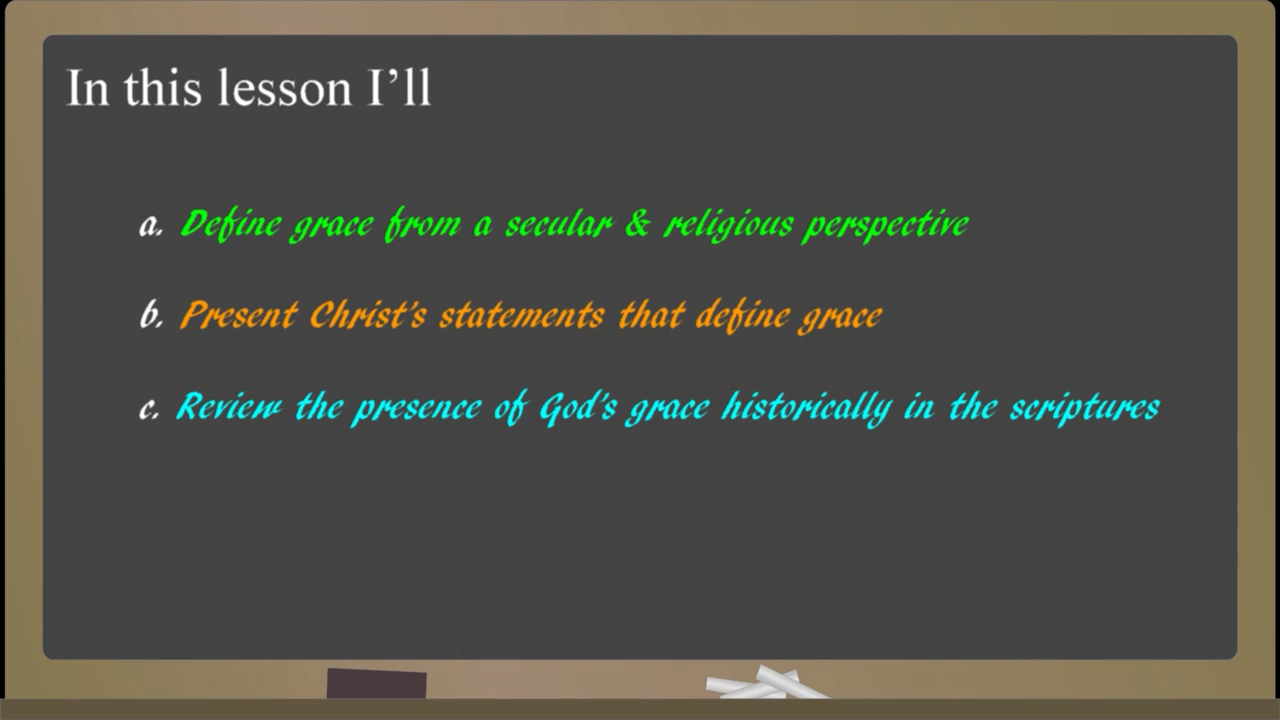 In this lesson I’ll
a. Define grace from a secular & religious perspective
b. Present Christ’s statements that define grace
c. Review the presence of God’s grace historically in the scriptures